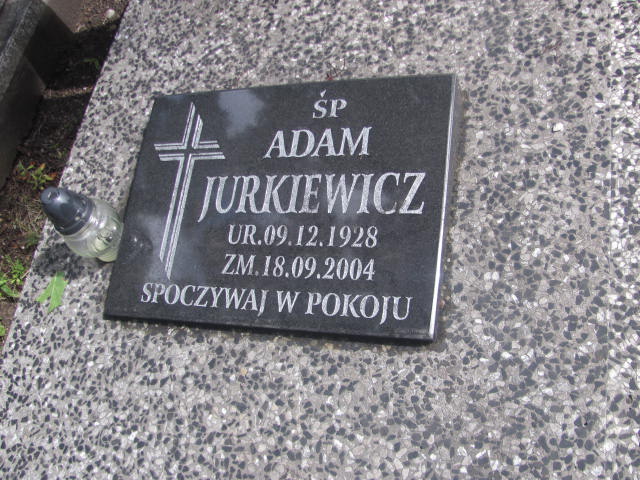 ŚP
ADAM
JURKIEWICZ
UR.09.12.1928
ZM.18.09.2004
SPOCZYWAJ W POKOJU